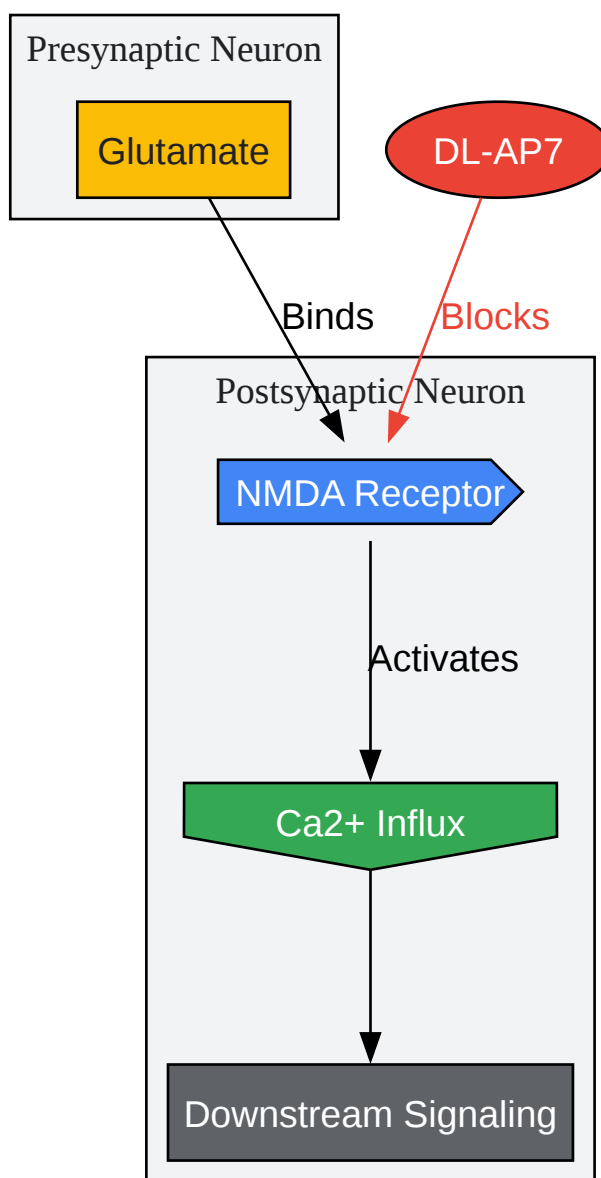 Presynaptic Neuron
Glutamate
DL-AP7
Binds
Blocks
Postsynaptic Neuron
NMDA Receptor
Activates
Ca2+ Influx
Downstream Signaling